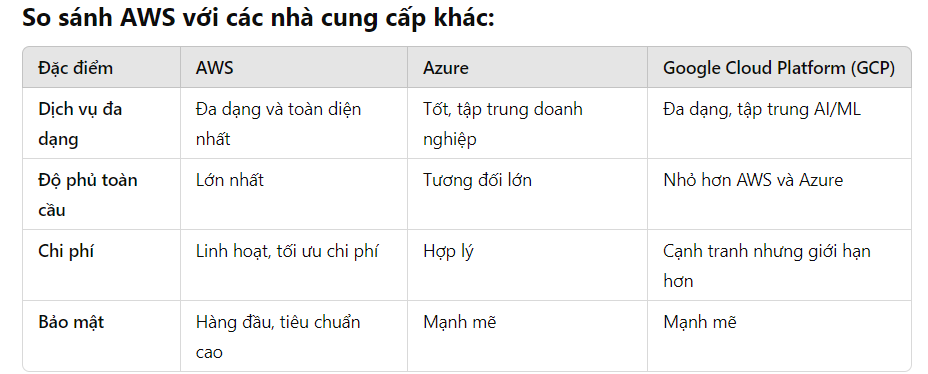 So sánh AWS với các nhà cung cấp khác:
Đặc điểm AWS Azure Google Cloud Platform (GCP)
Dịch vụ đa dạng Đa dạng và toàn diện nhất Tốt, tập trung doanh nghiệp Đa dạng, tập trung AI/ML
Độ phủ toàn cầu Lớn nhất Tương đối lớn Nhỏ hơn AWS và Azure
Chi phí Linh hoạt, tối ưu chi phí Hợp lý Cạnh tranh nhưng giới hạn hơn
Bảo mật Hàng đầu, tiêu chuẩn cao Mạnh mẽ Mạnh mẽ